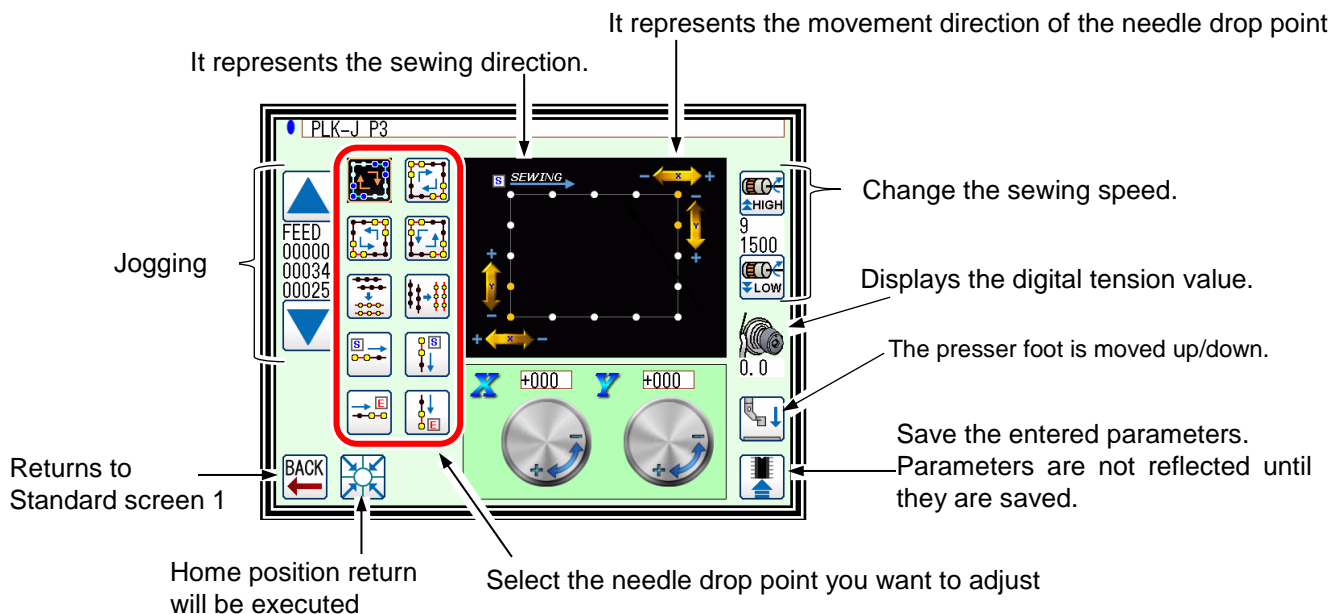 It represents the movement direction of the needle drop point
It represents the sewing direction.
PLK-J P3
S SEWING
- X +
-
Y
+
+
Y
-
+ X -
HIGH
9
1500
LOW
Change the sewing speed.
FEED
00000
00034
00025
Jogging
Displays the digital tension value.
0.0
The presser foot is moved up/down.
S
S
E
E
X +000 Y +000
-
+
-
+
Save the entered parameters.
Parameters are not reflected until
they are saved.
BACK
Returns to
Standard screen 1
Home position return
will be executed
Select the needle drop point you want to adjust